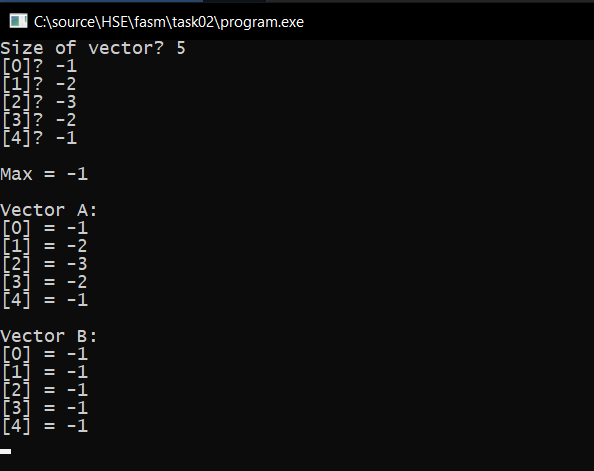 C:\source\HSE\fasm\task02\program.exe
Size of vector? 5
[0]? -1
[1]? -2
[2]? -3
[3]? -2
[4]? -1
Max = -1
Vector A:
[0] = -1
[1] = -2
[2] = -3
[3] = -2
[4] = -1
Vector B:
[0] = -1
[1] = -1
[2] = -1
[3] = -1
[4] = -1